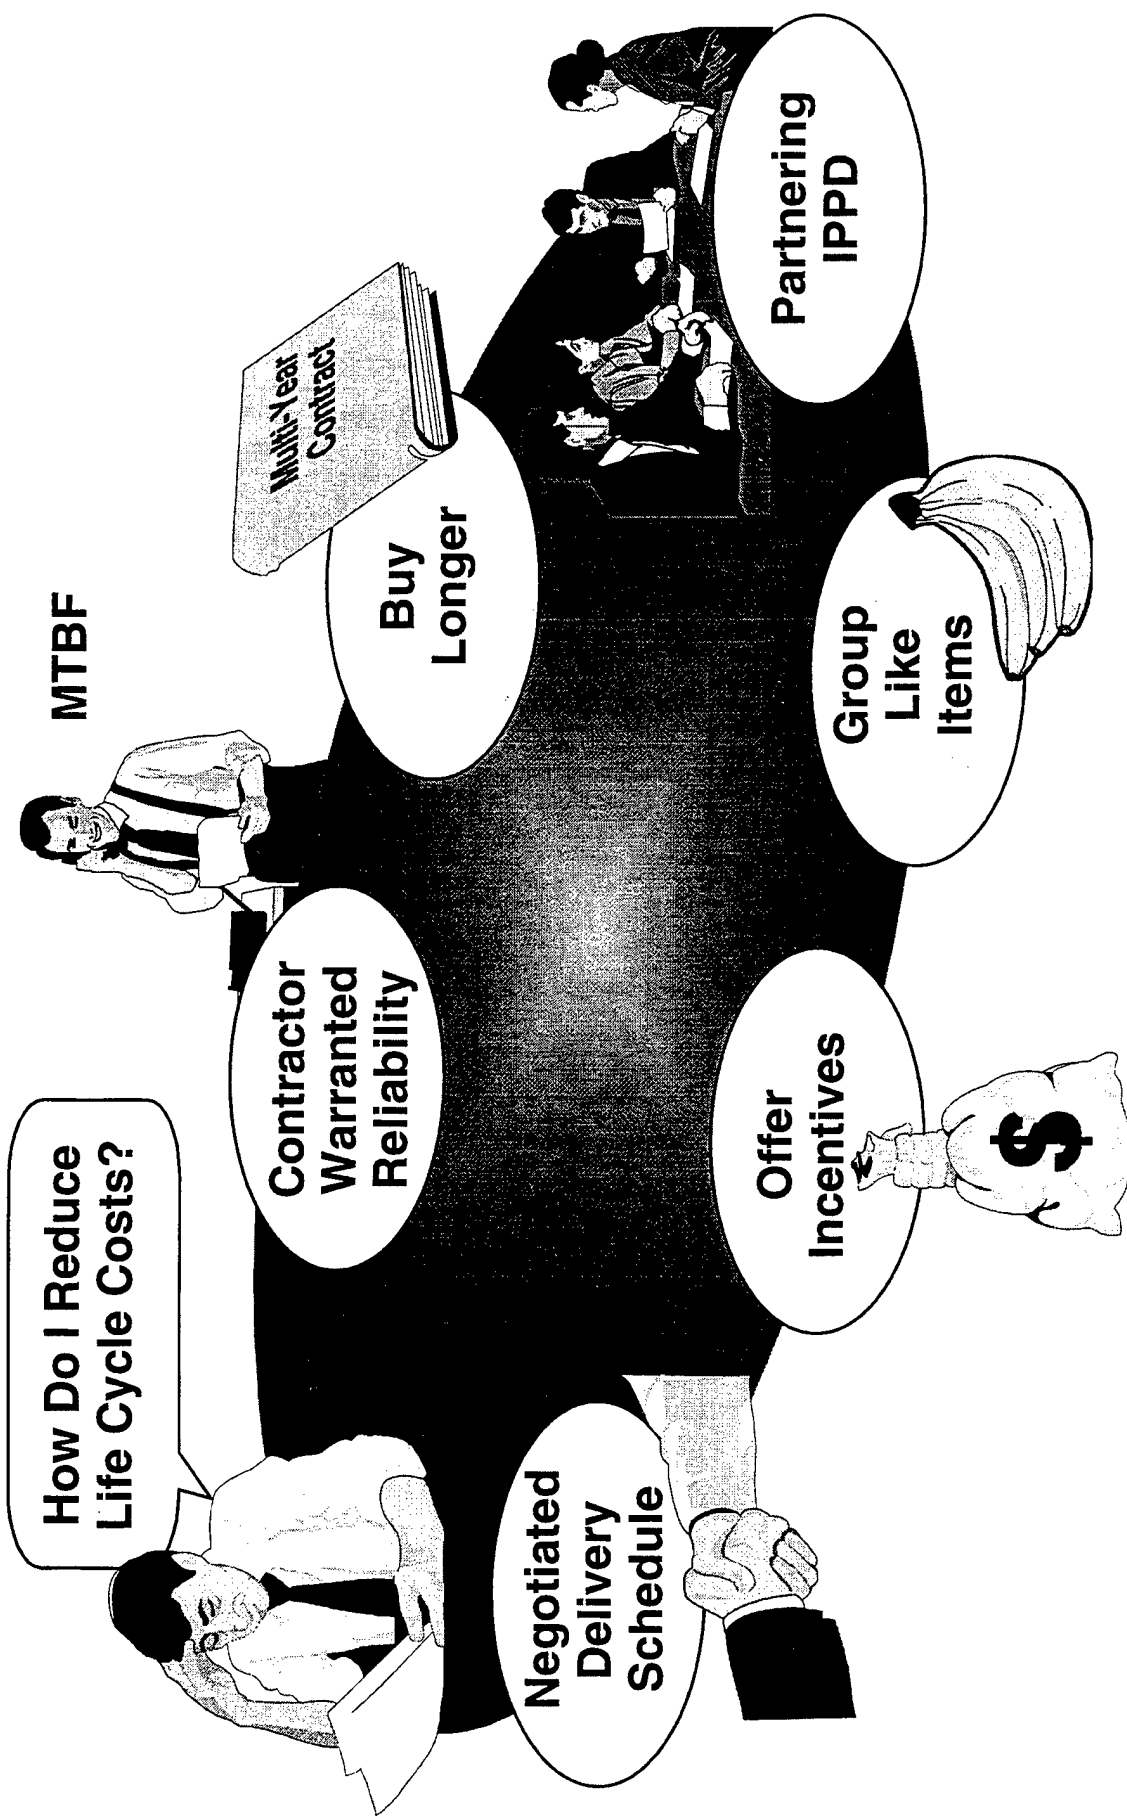 How Do I Reduce
Life Cycle Costs?
MTBF
Contractor
Warranted
Reliability
Multi-Year
Contract
Buy
Longer
Negotiated
Delivery
Schedule
Offer
Incentives
$
Group
Like
Items
Partnering
IPPD